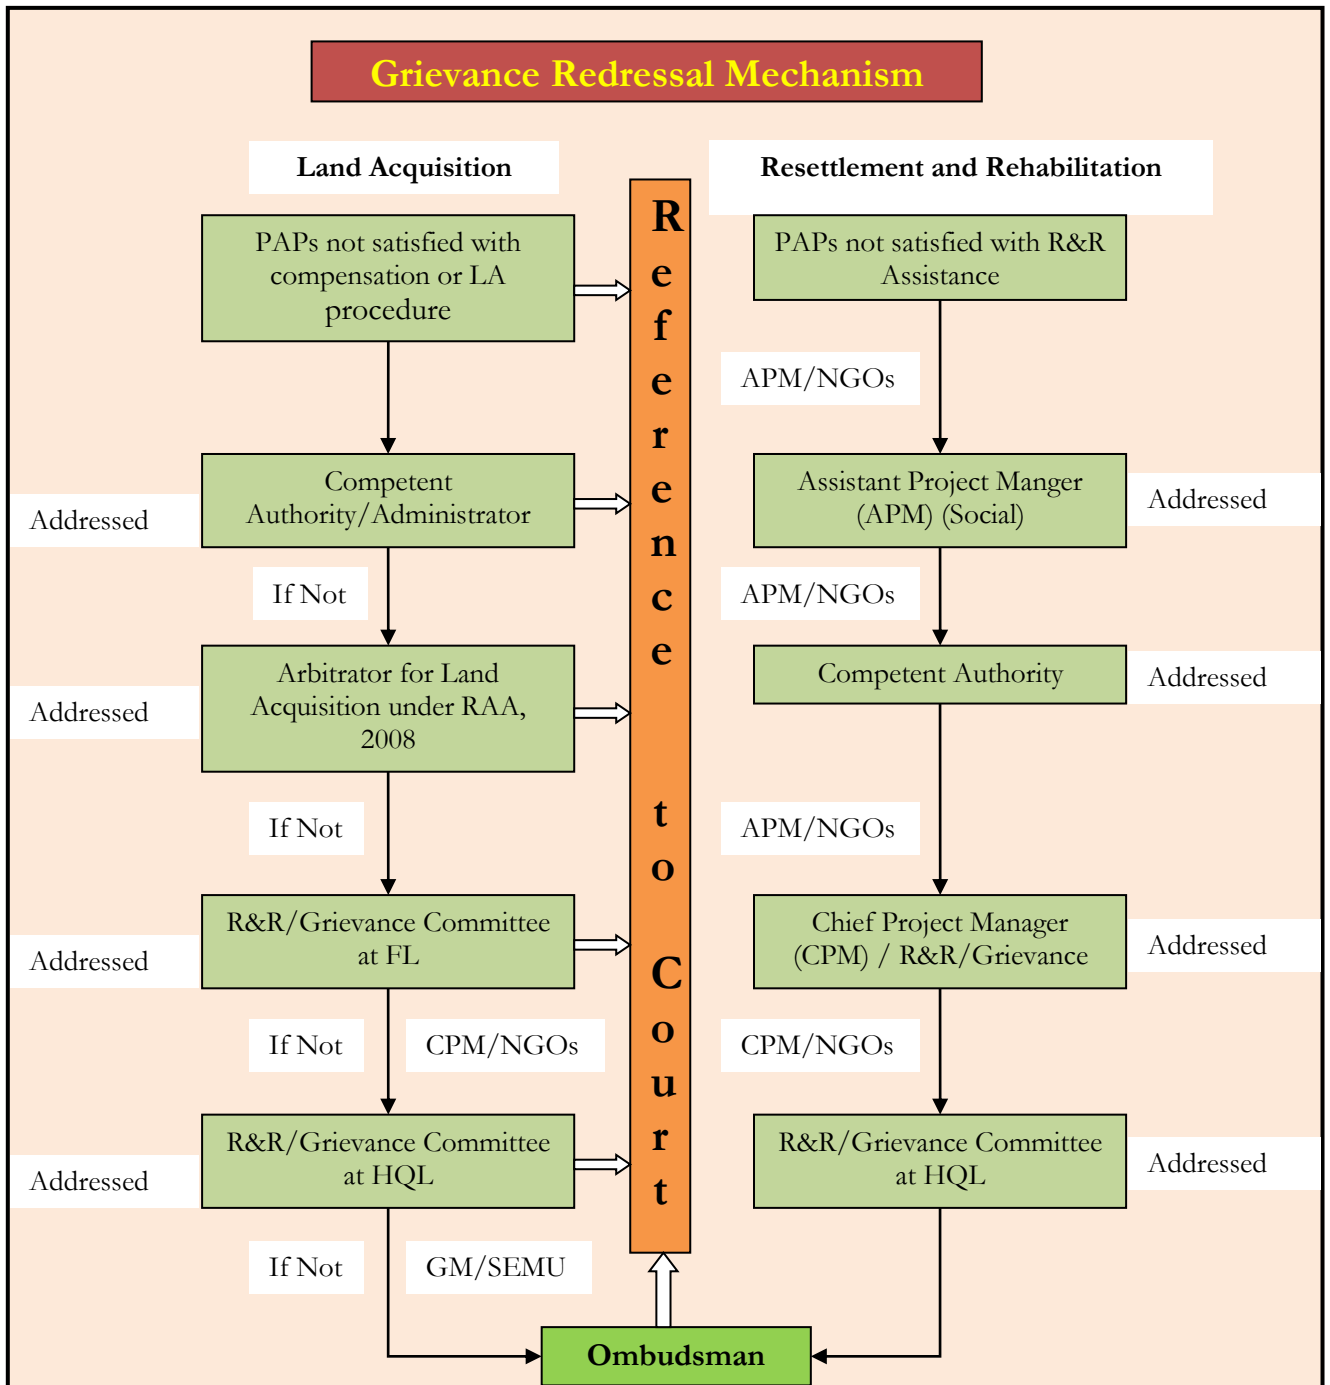 Grievance Redressal Mechanism
Land Acquisition
Resettlement and Rehabilitation
PAPs not satisfied with
compensation or LA
procedure
PAPs not satisfied with R&R
Assistance
Reference to Court
APM/NGOs
Addressed
Competent
Authority/Administrator
Assistant Project Manger
(APM) (Social)
Addressed
If Not
APM/NGOs
Addressed
Arbitrator for Land
Acquisition under RAA,
2008
Competent Authority
Addressed
If Not
APM/NGOs
Addressed
R&R/Grievance Committee
at FL
Chief Project Manager
(CPM) / R&R/Grievance
Addressed
If Not
CPM/NGOs
CPM/NGOs
Addressed
R&R/Grievance Committee
at HQL
R&R/Grievance Committee
at HQL
Addressed
If Not
GM/SEMU
Ombudsman